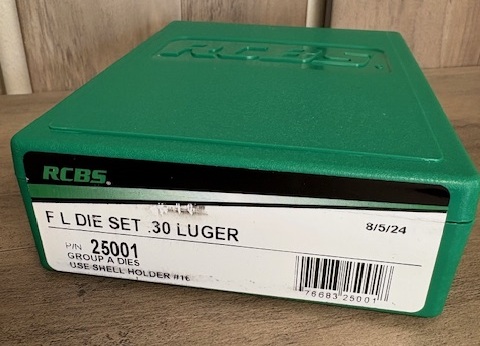 RCBS.
RCBS.
F L DIE SET .30 LUGER
8/5/24
P/N 25001
GROUP A DIES
USE SHELL HOLDER #16
76683 25001